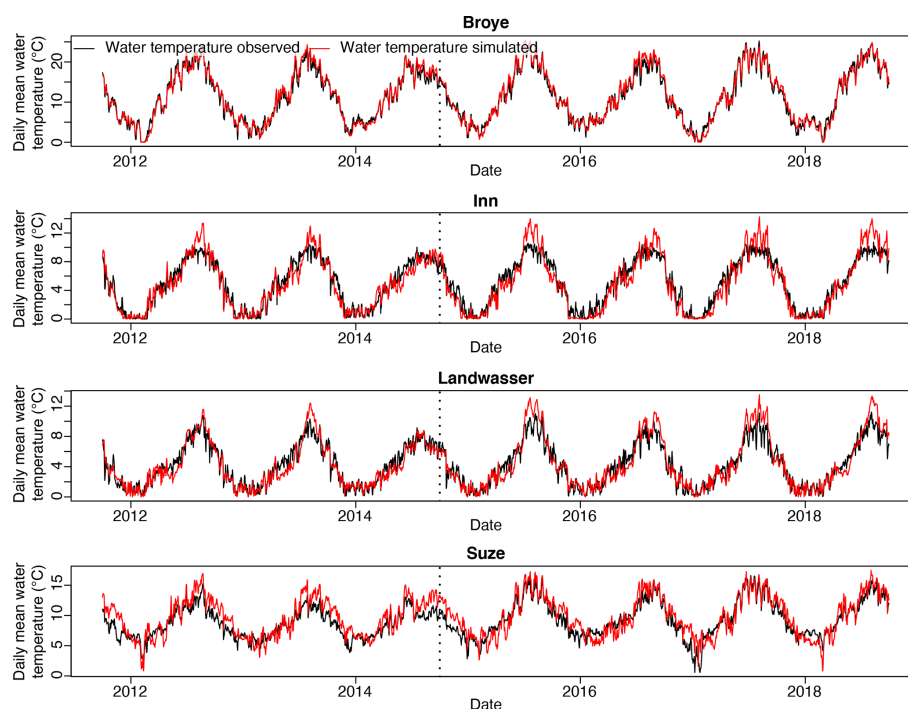 Broye
Water temperature observed Water temperature simulated
Daily mean water
temperature (°C)
0 10 20
2012 2014 2016 2018
Date
Inn
Daily mean water
temperature (°C)
0 4 8 12
2012 2014 2016 2018
Date
Landwasser
Daily mean water
temperature (°C)
0 4 8 12
2012 2014 2016 2018
Date
Suze
Daily mean water
temperature (°C)
0 5 10 15
2012 2014 2016 2018
Date